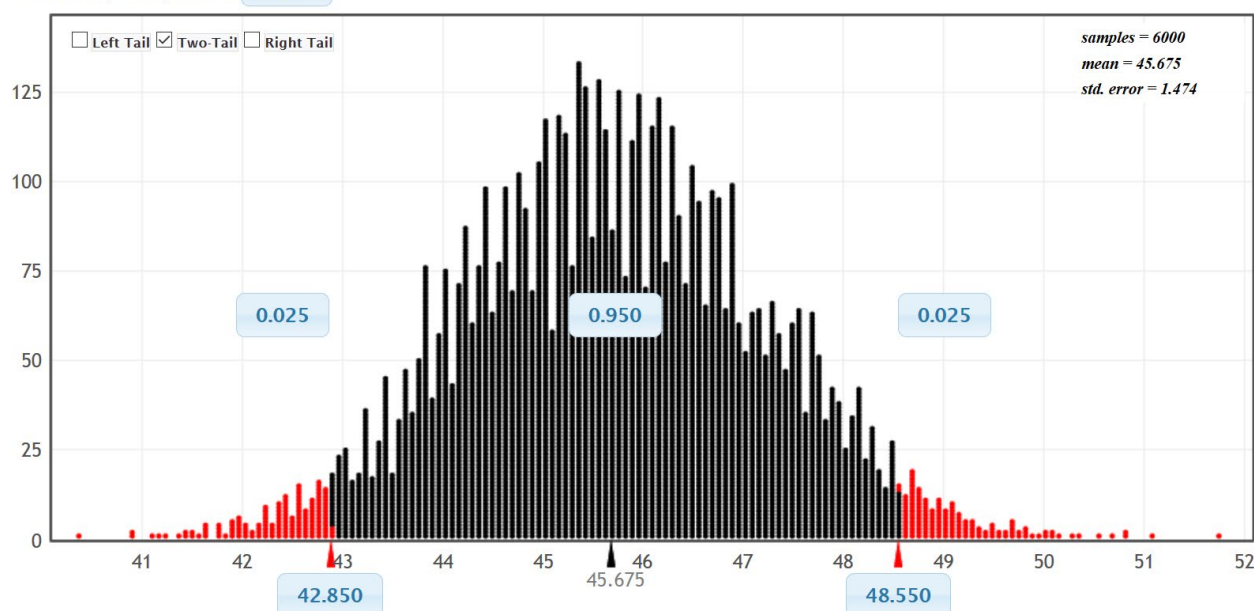 Left Tail Two-Tail Right Tail
samples = 6000
mean = 45.675
std. error = 1.474
125
100
75
50
25
0
0.025
0.950
0.025
41 42 43 44 45 46 47 48 49 50 51 52
45.675
42.850
48.550